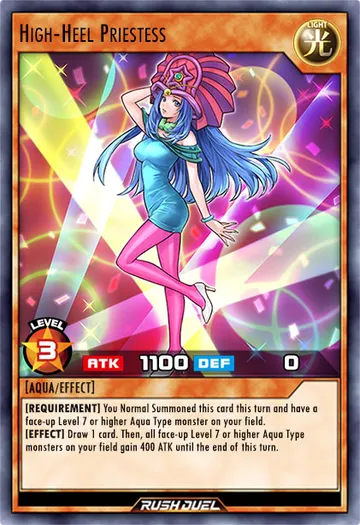 HIGH-HEEL PRIESTESS
LIGHT
光
LEVEL
3
ATK 1100 DEF 0
[AQUA/EFFECT]
[REQUIREMENT] You Normal Summoned this card this turn and have a
face-up Level 7 or higher Aqua Type monster on your field.
[EFFECT] Draw 1 card. Then, all face-up Level 7 or higher Aqua Type
monsters on your field gain 400 ATK until the end of this turn.
RUSH DUEL